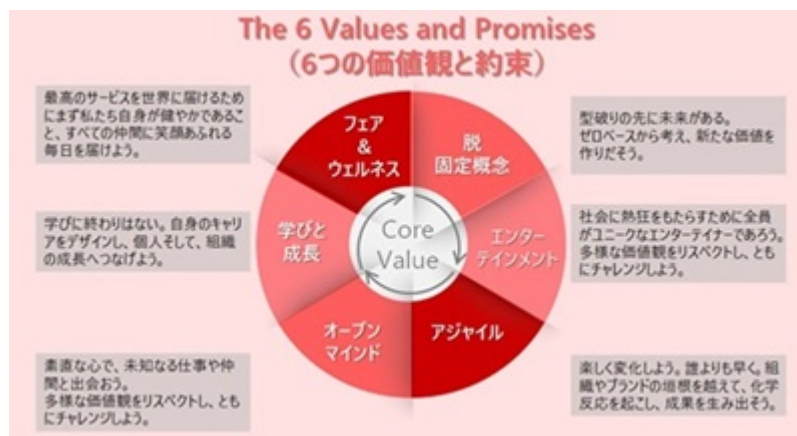 The 6 Values and Promises
（6つの価値観と約束）
最高のサービスを世界に届けるため
にまず私たち自身が健やかであるこ
と、すべての仲間に笑顔あふれる
毎日を届けよう。
フェア
&
ウェルネス
脱
固定概念
型破りの先に未来がある。
ゼロベースから考え、新たな価値を
作りだそう。
学びに終わりはない。自身のキャリ
アをデザインし、個人そして、組織
の成長へつなげよう。
学びと
成長
Core
Value
エンター
テインメント
社会に熱狂をもたらすために全員
がユニークなエンターテイナーであろう。
多様な価値観をリスペクトし、とも
にチャレンジしよう。
オープン
マインド
アジャイル
素直な心で、未知なる仕事や仲
間と出会おう。
多様な価値観をリスペクトし、とも
にチャレンジしよう。
楽しく変化しよう。誰よりも早く。組
織やブランドの垣根を越えて、化学
反応を起こし、成果を生み出そう。